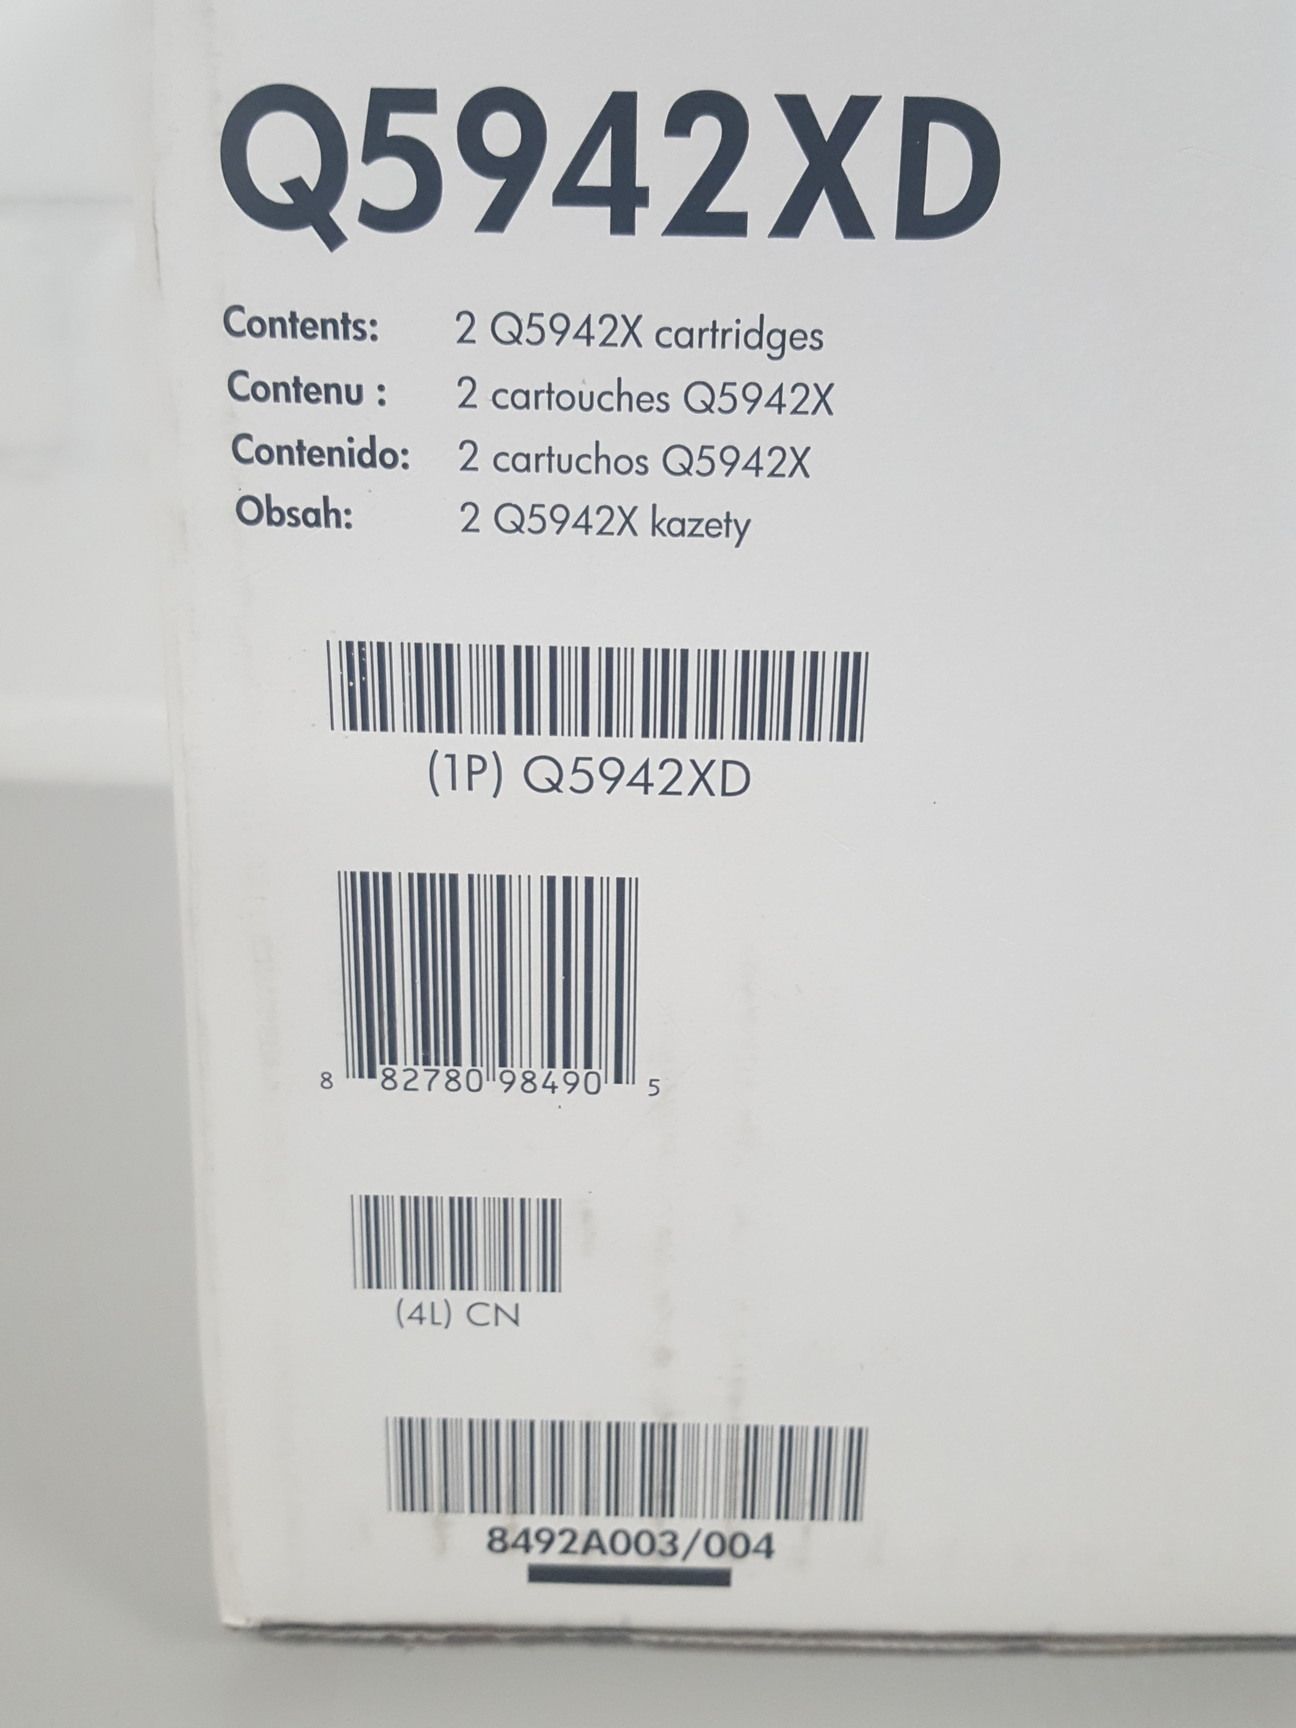 Q5942XD
Contents: 2 Q5942X cartridges
Contenu : 2 cartouches Q5942X
Contenido: 2 cartuchos Q5942X
Obsah: 2 Q5942X kazety
(1P) Q5942XD
8 82780 98490 5
(4L) CN
8492A003/004